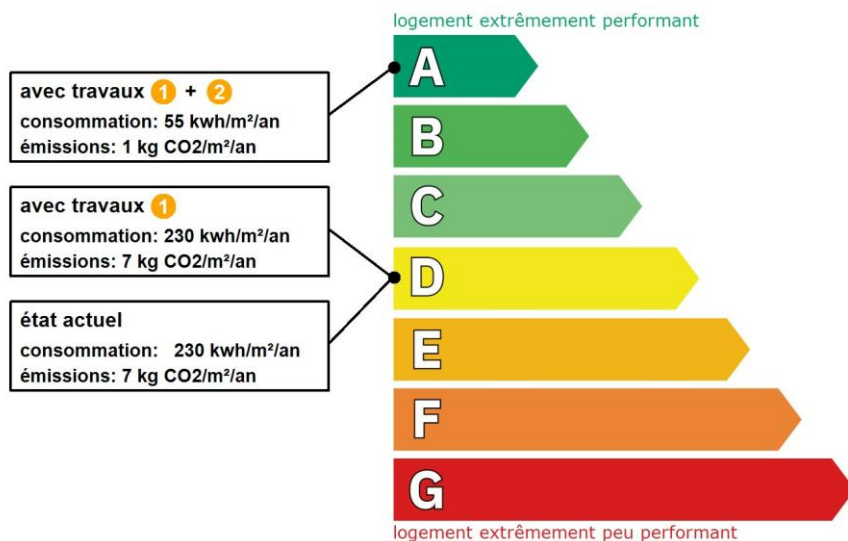 logement extrêmement performant
A
avec travaux 1 + 2
consommation: 55 kwh/m²/an
émissions: 1 kg CO2/m²/an
B
C
avec travaux 1
consommation: 230 kwh/m²/an
émissions: 7 kg CO2/m²/an
D
état actuel
consommation: 230 kwh/m²/an
émissions: 7 kg CO2/m²/an
E
F
G
logement extrêmement peu performant